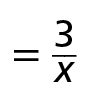 = 3/x